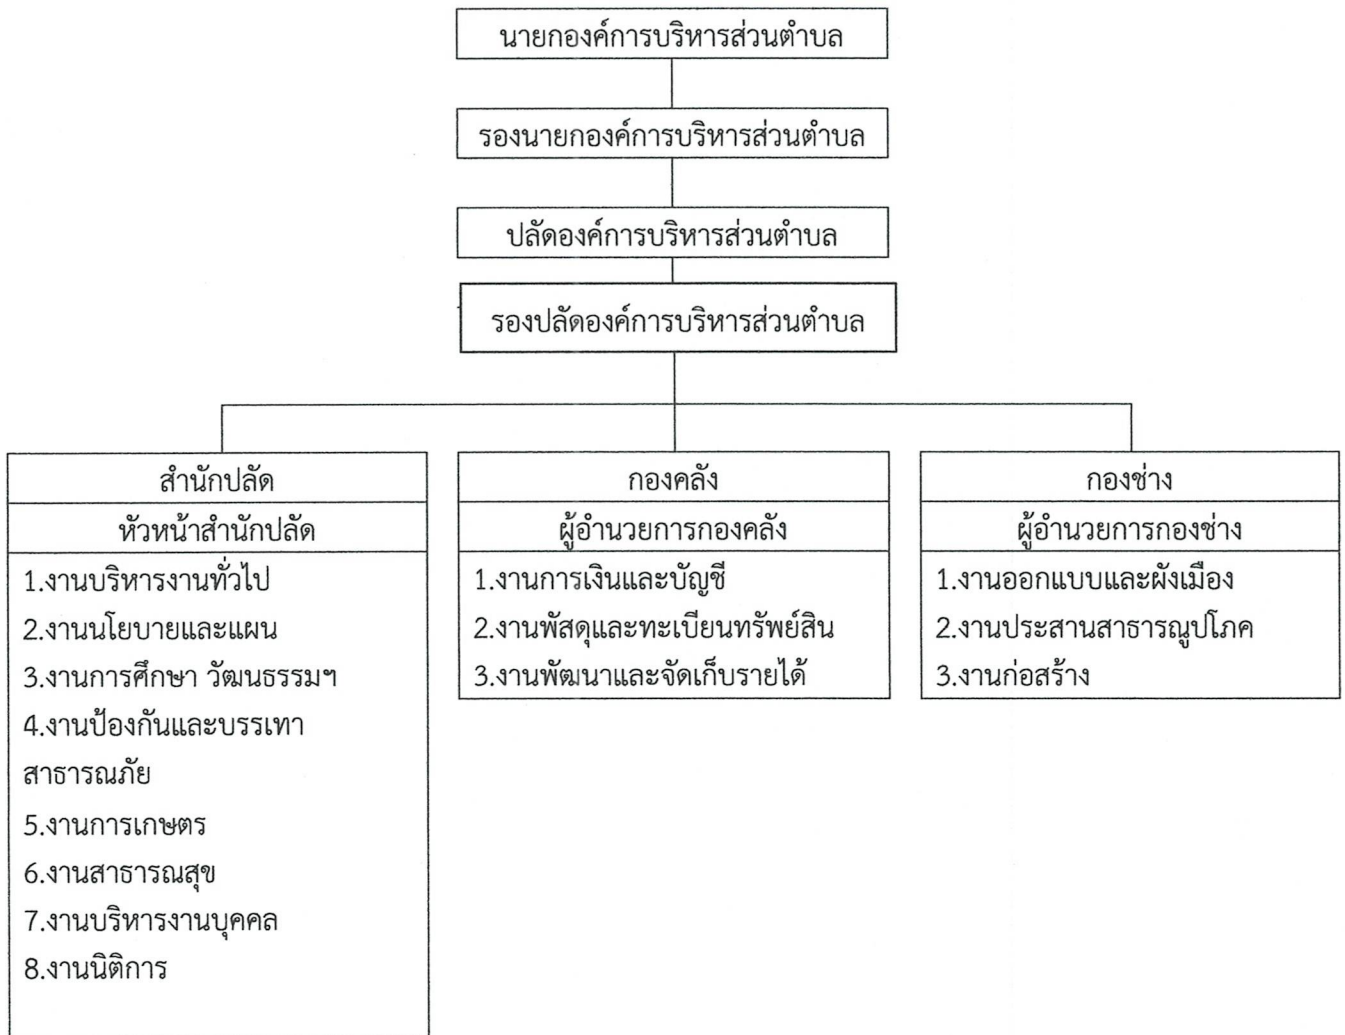 นายกองค์การบริหารส่วนตำบล
รองนายกองค์การบริหารส่วนตำบล
ปลัดองค์การบริหารส่วนตำบล
รองปลัดองค์การบริหารส่วนตำบล
สำนักปลัด
หัวหน้าสำนักปลัด
1.งานบริหารงานทั่วไป
2.งานนโยบายและแผน
3.งานการศึกษา วัฒนธรรมฯ
4.งานป้องกันและบรรเทา
สาธารณภัย
5.งานการเกษตร
6.งานสาธารณสุข
7.งานบริหารงานบุคคล
8.งานนิติการ
กองคลัง
ผู้อำนวยการกองคลัง
1.งานการเงินและบัญชี
2.งานพัสดุและทะเบียนทรัพย์สิน
3.งานพัฒนาและจัดเก็บรายได้
กองช่าง
ผู้อำนวยการกองช่าง
1.งานออกแบบและผังเมือง
2.งานประสานสาธารณูปโภค
3.งานก่อสร้าง